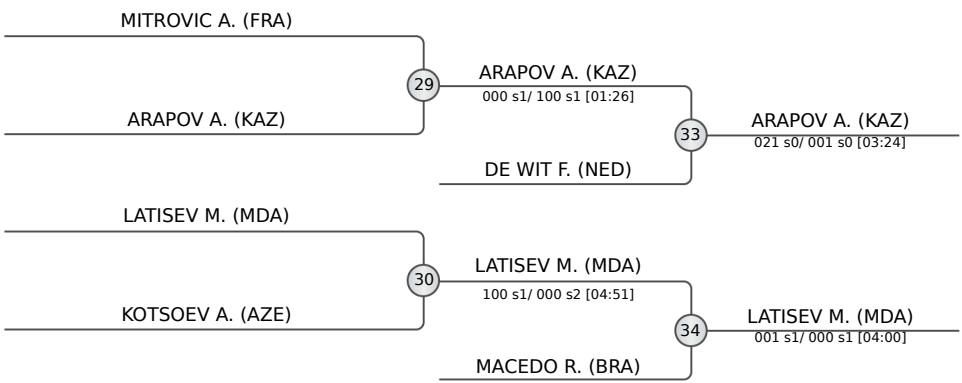 MITROVIC A. (FRA)
29
ARAPOV A. (KAZ)
ARAPOV A. (KAZ)
000 s1/ 100 s1 [01:26]
33
DE WIT F. (NED)
ARAPOV A. (KAZ)
021 s0/ 001 s0 [03:24]
LATISEV M. (MDA)
30
KOTSOEV A. (AZE)
LATISEV M. (MDA)
100 s1/ 000 s2 [04:51]
34
MACEDO R. (BRA)
LATISEV M. (MDA)
001 s1/ 000 s1 [04:00]